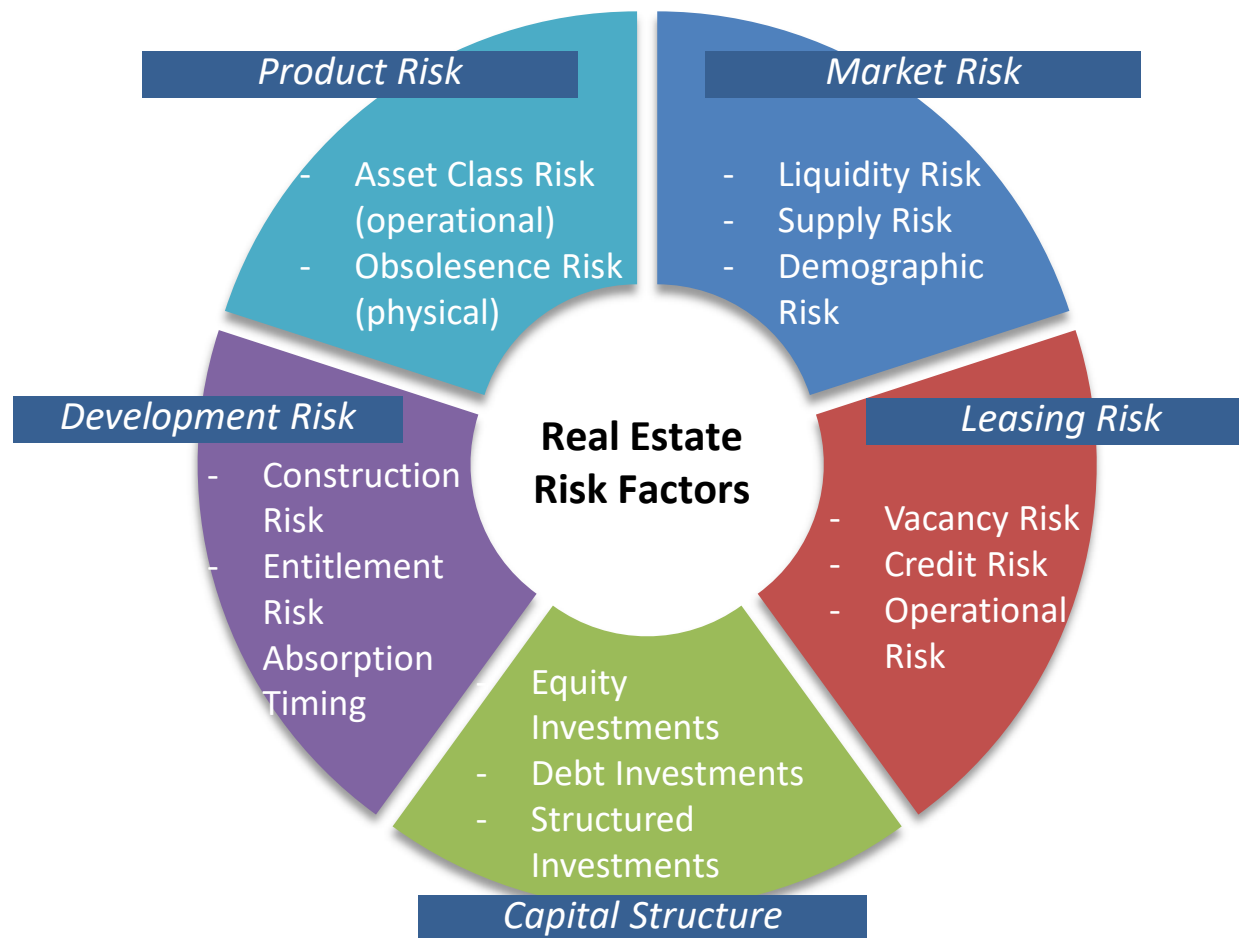 Product Risk
- Asset Class Risk
(operational)
- Obsolesence Risk
(physical)
Market Risk
- Liquidity Risk
- Supply Risk
- Demographic
Risk
Development Risk
- Construction
Risk
- Entitlement
Risk
Absorption
Timing
Real Estate
Risk Factors
Leasing Risk
- Vacancy Risk
- Credit Risk
- Operational
Risk
- Equity
Investments
- Debt Investments
- Structured
Investments
Capital Structure